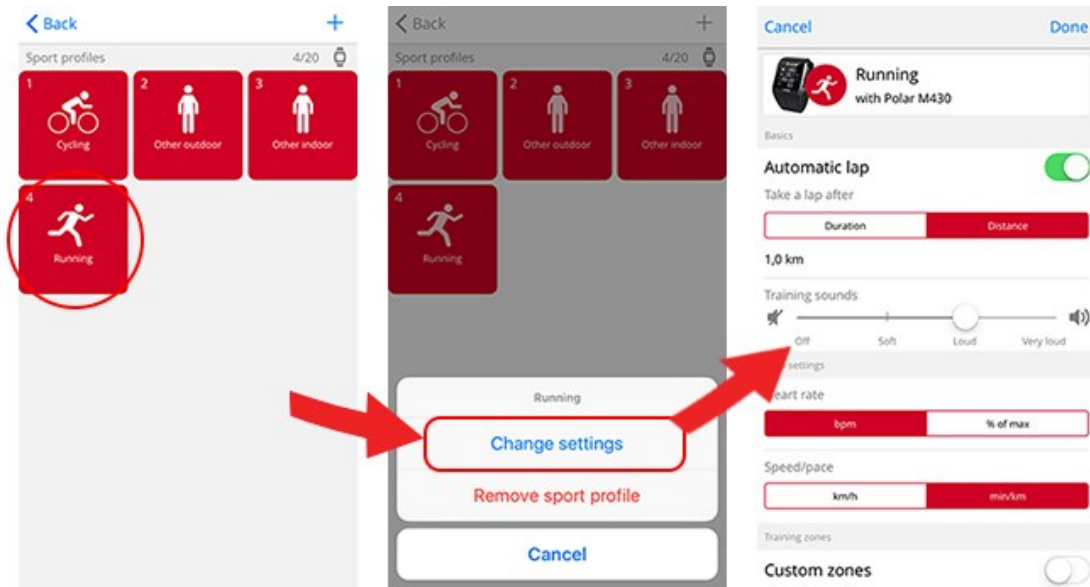 Back +
Sport profiles 4/20
1 2 3
Cycling Other outdoor Other indoor
4
Running
Back +
Sport profiles 4/20
1 2 3
Cycling Other outdoor Other indoor
4
Running
Running
Change settings
Remove sport profile
Cancel
Cancel Done
Running
with Polar M430
Basics
Automatic lap
Take a lap after
Duration Distance
1,0 km
Training sounds
Off Soft Loud Very loud
settings
eart rate
bpm % of max
Speed/pace
km/h min/km
Training zones
Custom zones